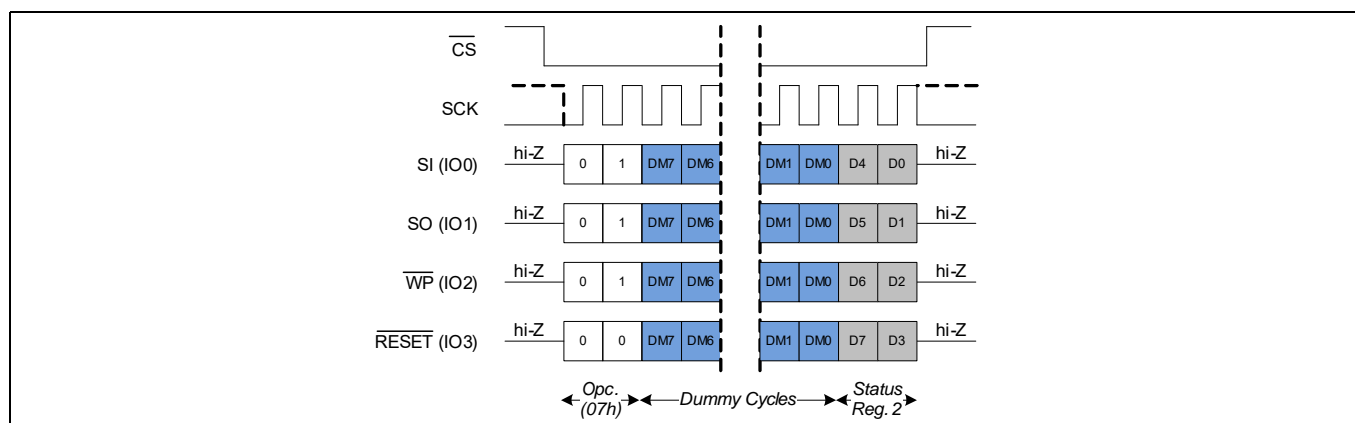 CS
SCK
hi-Z hi-Z
SI (IO0) 0 1 DM7 DM6 DM1 DM0 D4 D0
hi-Z hi-Z
SO (IO1) 0 1 DM7 DM6 DM1 DM0 D5 D1
hi-Z hi-Z
WP (IO2) 0 1 DM7 DM6 DM1 DM0 D6 D2
hi-Z hi-Z
RESET (IO3) 0 0 DM7 DM6 DM1 DM0 D7 D3
Opc. Status
(07h) Dummy Cycles Reg. 2